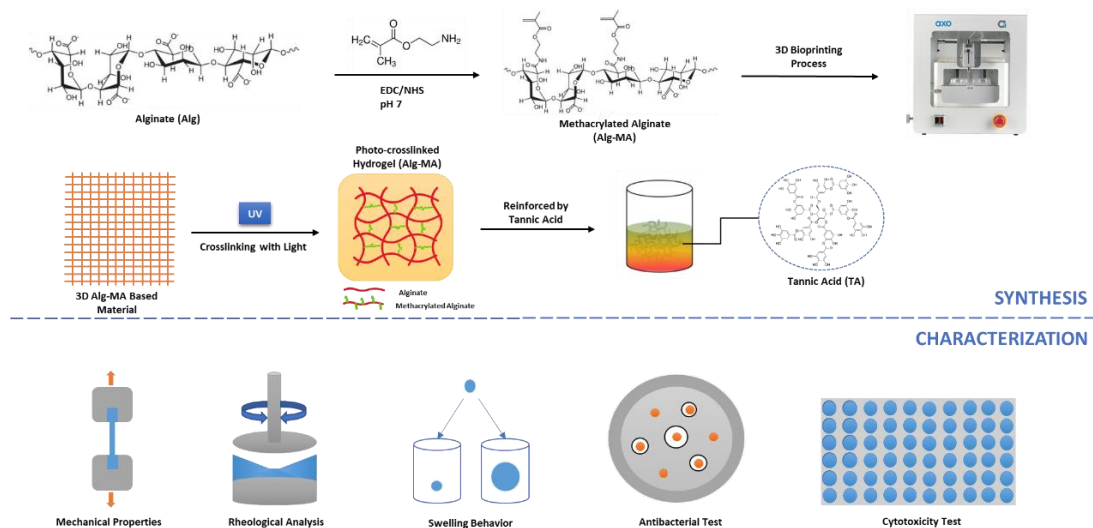 axo
O
NH₂
O
CH₃
EDC/NHS
pH 7
Alginate (Alg)
Methacrylated Alginate
(Alg-MA)
3D Bioprinting
Process
Photo-crosslinked
Hydrogel (Alg-MA)
UV
Crosslinking with Light
3D Alg-MA Based
Material
Alginate
Methacrylated Alginate
Reinforced by
Tannic Acid
Tannic Acid (TA)
SYNTHESIS
CHARACTERIZATION
Mechanical Properties
Rheological Analysis
Swelling Behavior
Antibacterial Test
Cytotoxicity Test